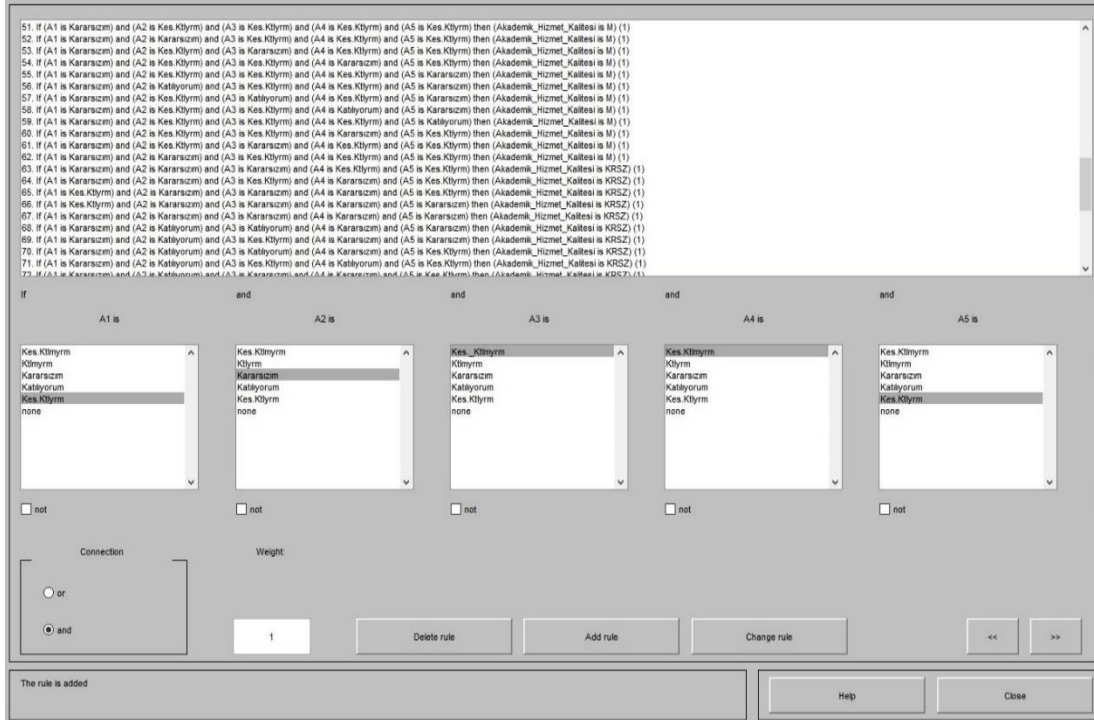 51. If (A1 is Kararsızım) and (A2 is Kes.Ktlyrm) and (A3 is Kes.Ktlyrm) and (A4 is Kes.Ktlyrm) and (A5 is Kes.Ktlyrm) then (Akademik_Hizmet_Kalitesi is M) (1)
52. If (A1 is Kararsızım) and (A2 is Kararsızım) and (A3 is Kes.Ktlyrm) and (A4 is Kes.Ktlyrm) and (A5 is Kes.Ktlyrm) then (Akademik_Hizmet_Kalitesi is M) (1)
53. If (A1 is Kararsızım) and (A2 is Kes.Ktlyrm) and (A3 is Kararsızım) and (A4 is Kes.Ktlyrm) and (A5 is Kes.Ktlyrm) then (Akademik_Hizmet_Kalitesi is M) (1)
54. If (A1 is Kararsızım) and (A2 is Kes.Ktlyrm) and (A3 is Kes.Ktlyrm) and (A4 is Kararsızım) and (A5 is Kes.Ktlyrm) then (Akademik_Hizmet_Kalitesi is M) (1)
55. If (A1 is Kararsızım) and (A2 is Kes.Ktlyrm) and (A3 is Kes.Ktlyrm) and (A4 is Kes.Ktlyrm) and (A5 is Kararsızım) then (Akademik_Hizmet_Kalitesi is M) (1)
56. If (A1 is Kararsızım) and (A2 is Katılıyorum) and (A3 is Kes.Ktlyrm) and (A4 is Kes.Ktlyrm) and (A5 is Kararsızım) then (Akademik_Hizmet_Kalitesi is M) (1)
57. If (A1 is Kararsızım) and (A2 is Kes.Ktlyrm) and (A3 is Katılıyorum) and (A4 is Kes.Ktlyrm) and (A5 is Kararsızım) then (Akademik_Hizmet_Kalitesi is M) (1)
58. If (A1 is Kararsızım) and (A2 is Kes.Ktlyrm) and (A3 is Kes.Ktlyrm) and (A4 is Katılıyorum) and (A5 is Kararsızım) then (Akademik_Hizmet_Kalitesi is M) (1)
59. If (A1 is Kararsızım) and (A2 is Kes.Ktlyrm) and (A3 is Kes.Ktlyrm) and (A4 is Kes.Ktlyrm) and (A5 is Katılıyorum) then (Akademik_Hizmet_Kalitesi is M) (1)
60. If (A1 is Kararsızım) and (A2 is Kes.Ktlyrm) and (A3 is Kes.Ktlyrm) and (A4 is Kararsızım) and (A5 is Kes.Ktlyrm) then (Akademik_Hizmet_Kalitesi is M) (1)
61. If (A1 is Kararsızım) and (A2 is Kes.Ktlyrm) and (A3 is Kararsızım) and (A4 is Kes.Ktlyrm) and (A5 is Kes.Ktlyrm) then (Akademik_Hizmet_Kalitesi is M) (1)
62. If (A1 is Kararsızım) and (A2 is Kararsızım) and (A3 is Kes.Ktlyrm) and (A4 is Kes.Ktlyrm) and (A5 is Kes.Ktlyrm) then (Akademik_Hizmet_Kalitesi is M) (1)
63. If (A1 is Kararsızım) and (A2 is Kararsızım) and (A3 is Kararsızım) and (A4 is Kes.Ktlyrm) and (A5 is Kes.Ktlyrm) then (Akademik_Hizmet_Kalitesi is KRSZ) (1)
64. If (A1 is Kararsızım) and (A2 is Kararsızım) and (A3 is Kes.Ktlyrm) and (A4 is Kararsızım) and (A5 is Kes.Ktlyrm) then (Akademik_Hizmet_Kalitesi is KRSZ) (1)
65. If (A1 is Kes.Ktlyrm) and (A2 is Kararsızım) and (A3 is Kararsızım) and (A4 is Kararsızım) and (A5 is Kes.Ktlyrm) then (Akademik_Hizmet_Kalitesi is KRSZ) (1)
66. If (A1 is Kes.Ktlyrm) and (A2 is Kararsızım) and (A3 is Kararsızım) and (A4 is Kararsızım) and (A5 is Kararsızım) then (Akademik_Hizmet_Kalitesi is KRSZ) (1)
67. If (A1 is Kararsızım) and (A2 is Kararsızım) and (A3 is Kararsızım) and (A4 is Kararsızım) and (A5 is Kararsızım) then (Akademik_Hizmet_Kalitesi is KRSZ) (1)
68. If (A1 is Kararsızım) and (A2 is Katılıyorum) and (A3 is Katılıyorum) and (A4 is Kararsızım) and (A5 is Kararsızım) then (Akademik_Hizmet_Kalitesi is KRSZ) (1)
69. If (A1 is Kararsızım) and (A2 is Katılıyorum) and (A3 is Kes.Ktlyrm) and (A4 is Kararsızım) and (A5 is Kararsızım) then (Akademik_Hizmet_Kalitesi is KRSZ) (1)
70. If (A1 is Kararsızım) and (A2 is Katılıyorum) and (A3 is Katılıyorum) and (A4 is Kararsızım) and (A5 is Kes.Ktlyrm) then (Akademik_Hizmet_Kalitesi is KRSZ) (1)
71. If (A1 is Kararsızım) and (A2 is Katılıyorum) and (A3 is Kes.Ktlyrm) and (A4 is Katılıyorum) and (A5 is Kes.Ktlyrm) then (Akademik_Hizmet_Kalitesi is KRSZ) (1)
If and and and and
A1 is A2 is A3 is A4 is A5 is
Kes.Ktlmyrm Kes.Ktlmyrm Kes._Ktlmyrm Kes.Ktlmyrm Kes.Ktlmyrm
Ktlmyrm Ktlyrm Ktlmyrm Ktlyrm Ktlmyrm
Kararsızım Kararsızım Kararsızım Kararsızım Kararsızım
Katılıyorum Katılıyorum Katılıyorum Katılıyorum Katılıyorum
Kes.Ktlyrm Kes.Ktlyrm Kes.Ktlyrm Kes.Ktlyrm Kes.Ktlyrm
none none none none none
not not not not not
Connection Weight:
or
and 1 Delete rule Add rule Change rule << >>
The rule is added Help Close